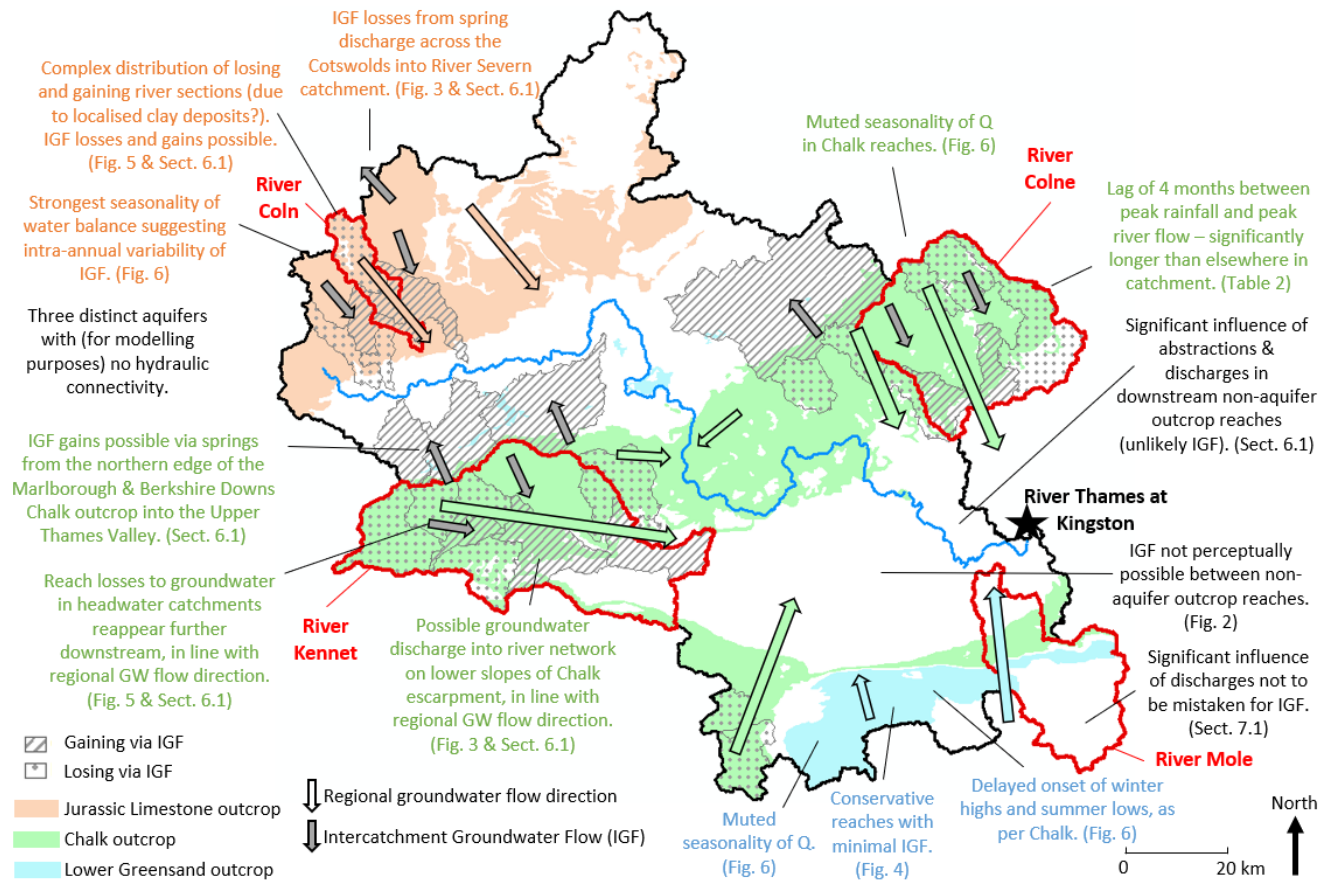 IGF losses from spring
discharge across the
Cotswolds into River Severn
catchment. (Fig. 3 & Sect. 6.1)
Complex distribution of losing
and gaining river sections (due
to localised clay deposits?).
IGF losses and gains possible.
(Fig. 5 & Sect. 6.1)
River
Coln
Strongest seasonality of
water balance suggesting
intra-annual variability of
IGF. (Fig. 6)
Three distinct aquifers
with (for modelling
purposes) no hydraulic
connectivity.
IGF gains possible via springs
from the northern edge of the
Marlborough & Berkshire Downs
Chalk outcrop into the Upper
Thames Valley. (Sect. 6.1)
Reach losses to groundwater
in headwater catchments
reappear further
downstream, in line with
regional GW flow direction.
(Fig. 5 & Sect. 6.1)
River
Kennet
Possible groundwater
discharge into river network
on lower slopes of Chalk
escarpment, in line with
regional GW flow direction.
(Fig. 3 & Sect. 6.1)
Muted seasonality of Q
in Chalk reaches. (Fig. 6)
River
Colne
Lag of 4 months between
peak rainfall and peak
river flow – significantly
longer than elsewhere in
catchment. (Table 2)
Significant influence of
abstractions &
discharges in
downstream non-aquifer
outcrop reaches
(unlikely IGF). (Sect. 6.1)
River Thames at
Kingston
IGF not perceptually
possible between non-
aquifer outcrop reaches.
(Fig. 2)
Significant influence
of discharges not to
be mistaken for IGF.
(Sect. 7.1)
River Mole
Muted
seasonality of Q.
(Fig. 6)
Conservative
reaches with
minimal IGF.
(Fig. 4)
Delayed onset of winter
highs and summer lows, as
per Chalk. (Fig. 6)
Gaining via IGF
Losing via IGF
Jurassic Limestone outcrop
Chalk outcrop
Lower Greensand outcrop
Regional groundwater flow direction
Intercatchment Groundwater Flow (IGF)
North
0 20 km